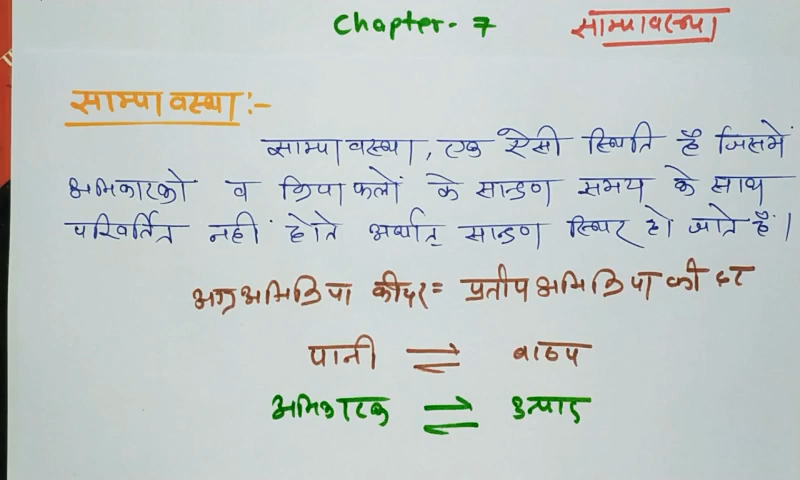 Chapter- 7 साम्यावस्था
साम्यावस्था :-
साम्यावस्था, एक ऐसी स्थिति है जिसमें
अभिकारको व क्रिया फलों के सान्द्रण समय के साथ
परिवर्तित नहीं होते अर्थात् सान्द्रण स्थिर हो जाते हैं।
अग्र अभिक्रिया की दर = प्रतीप अभिक्रिया की दर
पानी ⇌ वाष्प
अभिकारक ⇌ उत्पाद